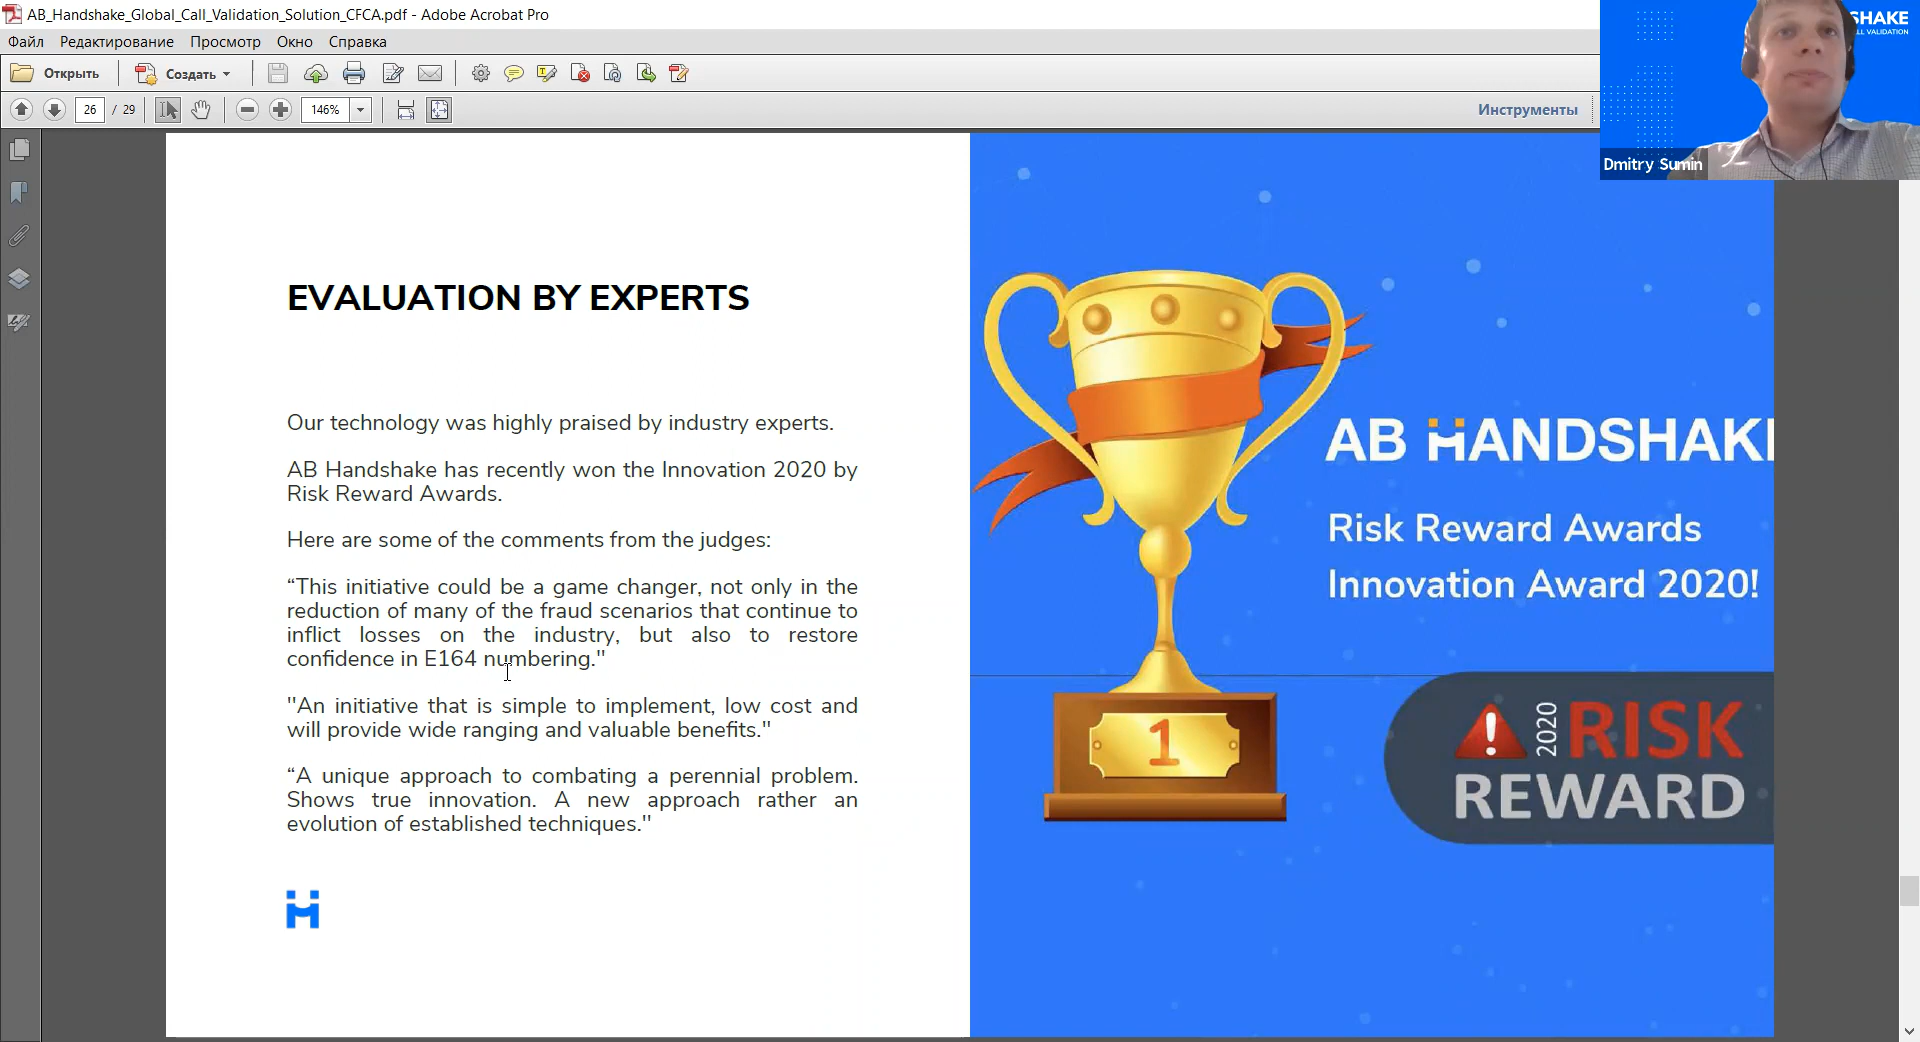 AB_Handshake_Global_Call_Validation_Solution_CFCA.pdf - Adobe Acrobat Pro
Файл Редактирование Просмотр Окно Справка
Открыть Создать
26 / 29 146% Инструменты
SHAKE
LL VALIDATION
Dmitry Sumin
EVALUATION BY EXPERTS
Our technology was highly praised by industry experts.
AB Handshake has recently won the Innovation 2020 by
Risk Reward Awards.
Here are some of the comments from the judges:
“This initiative could be a game changer, not only in the
reduction of many of the fraud scenarios that continue to
inflict losses on the industry, but also to restore
confidence in E164 numbering."
"An initiative that is simple to implement, low cost and
will provide wide ranging and valuable benefits."
“A unique approach to combating a perennial problem.
Shows true innovation. A new approach rather an
evolution of established techniques."
AB HANDSHAKE
Risk Reward Awards
Innovation Award 2020!
1
2020 RISK
REWARD